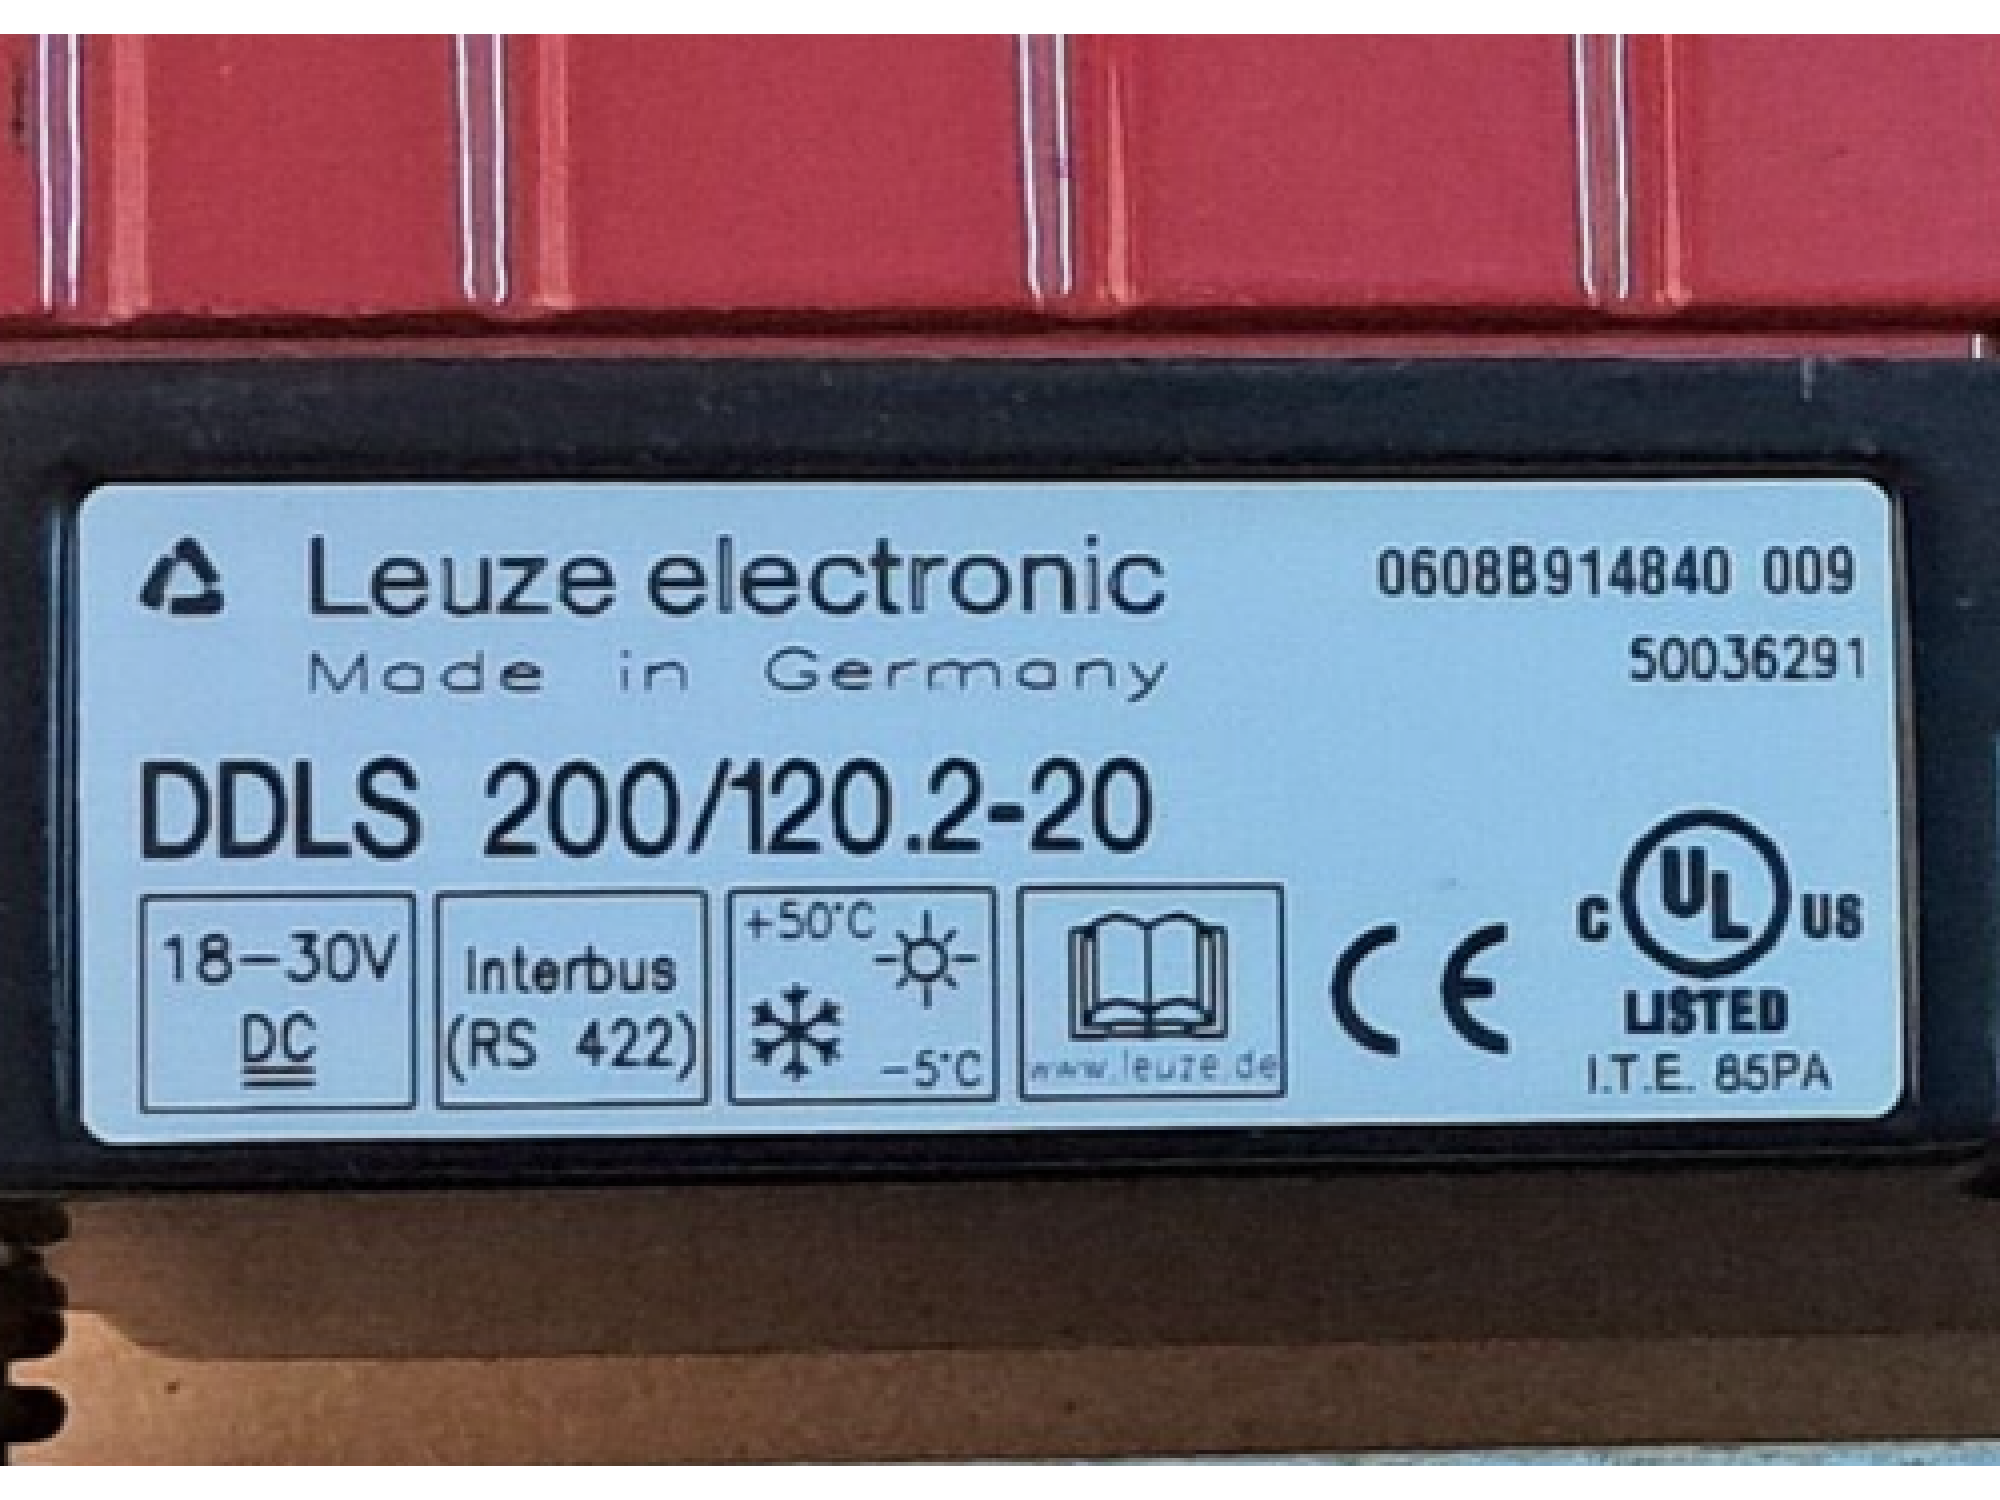 Leuze electronic
0608B914840 009
Made in Germany
50036291
DDLS 200/120.2-20
18-30V
DC
Interbus
(RS 422)
+50°C
-5°C
www.leuze.de
CE
C UL US
LISTED
I.T.E. 85PA